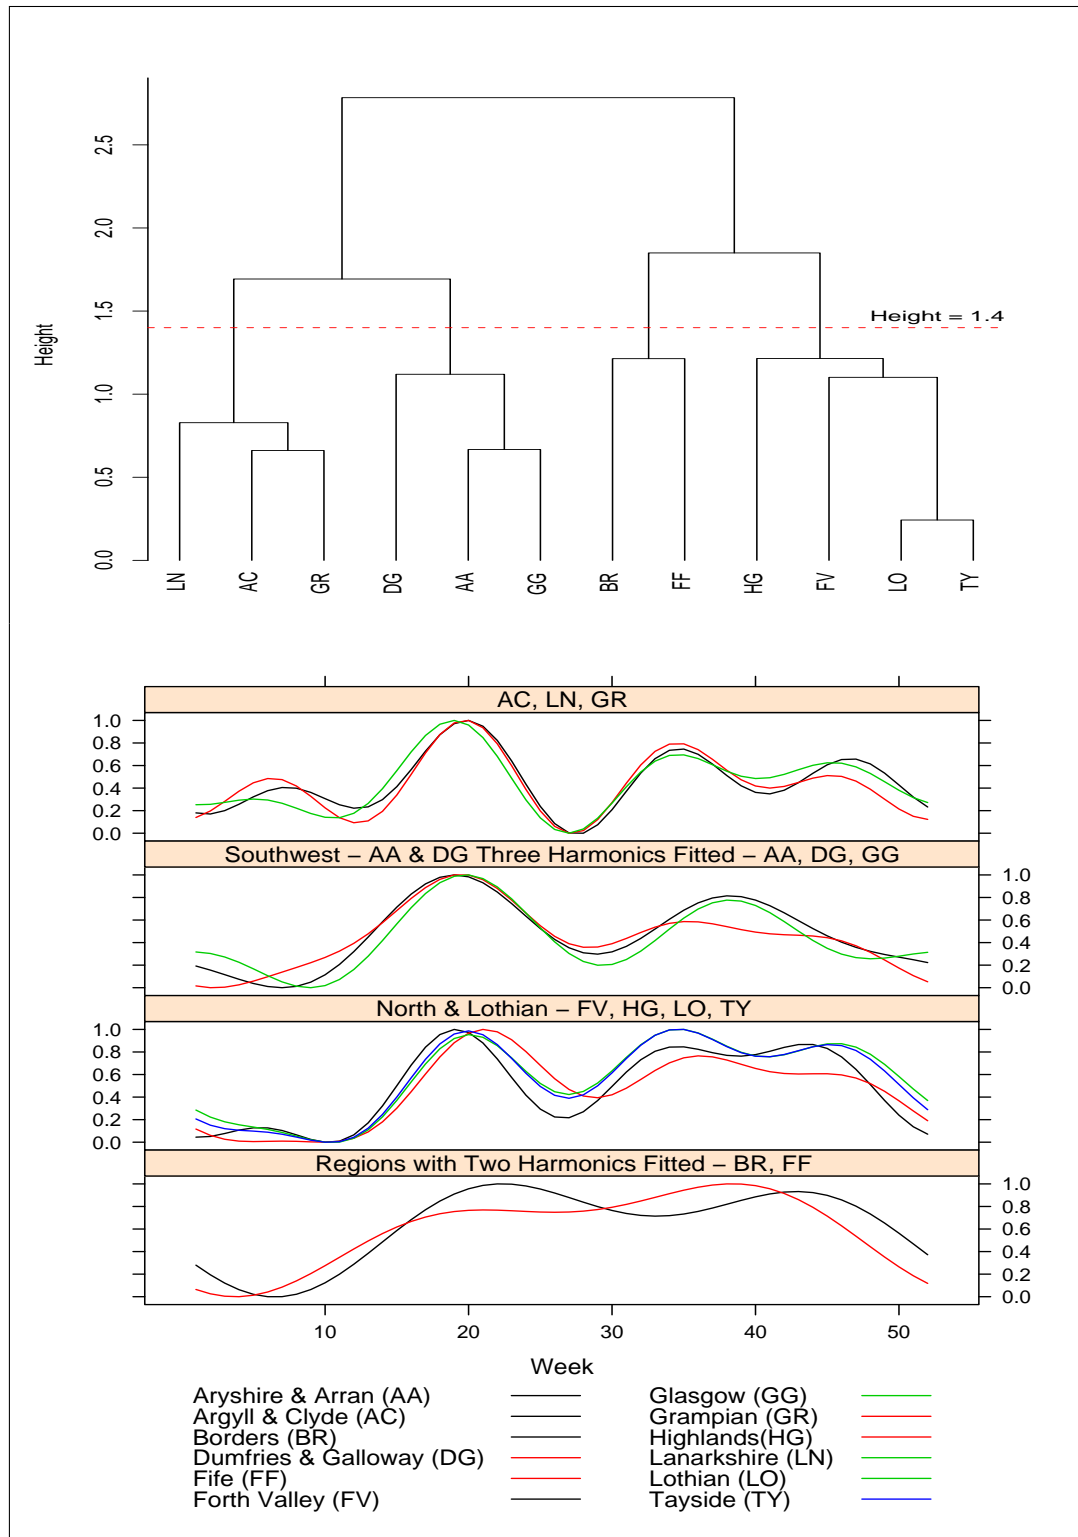 2.5
2.0
1.5
1.0
0.5
0.0
Height
Height = 1.4
LN AC GR DG AA GG BR FF HG FV LO TY
AC, LN, GR
1.0
0.8
0.6
0.4
0.2
0.0
Southwest – AA & DG Three Harmonics Fitted – AA, DG, GG
1.0
0.8
0.6
0.4
0.2
0.0
North & Lothian – FV, HG, LO, TY
1.0
0.8
0.6
0.4
0.2
0.0
Regions with Two Harmonics Fitted – BR, FF
1.0
0.8
0.6
0.4
0.2
0.0
10 20 30 40 50
Week
Aryshire & Arran (AA)
Argyll & Clyde (AC)
Borders (BR)
Dumfries & Galloway (DG)
Fife (FF)
Forth Valley (FV)
Glasgow (GG)
Grampian (GR)
Highlands(HG)
Lanarkshire (LN)
Lothian (LO)
Tayside (TY)